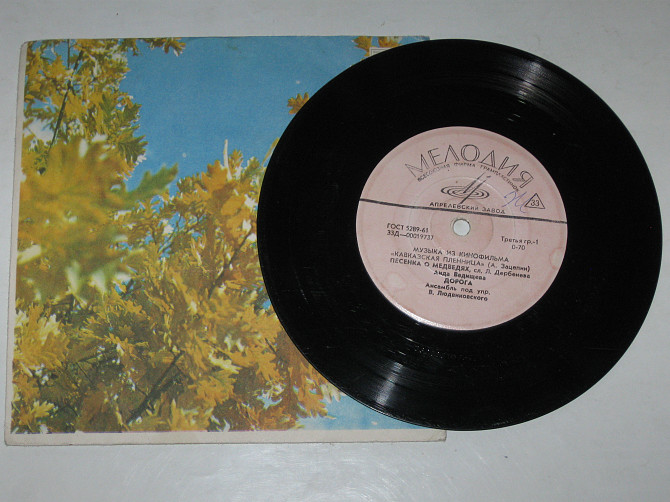 МЕЛОДИЯ
ВСЕСОЮЗНАЯ ФИРМА ГРАМПЛАСТИНОК
33
АПРЕЛЕВСКИЙ ЗАВОД
ГОСТ 5289-61
33Д—00019737
Третья гр.-1
0-70
МУЗЫКА ИЗ КИНОФИЛЬМА
«КАВКАЗСКАЯ ПЛЕННИЦА» (А. Зацепин)
ПЕСЕНКА О МЕДВЕДЯХ, сл. Л. Дербенева
Аида Ведищева
ДОРОГА
Ансамбль под упр.
В. Людвиковского